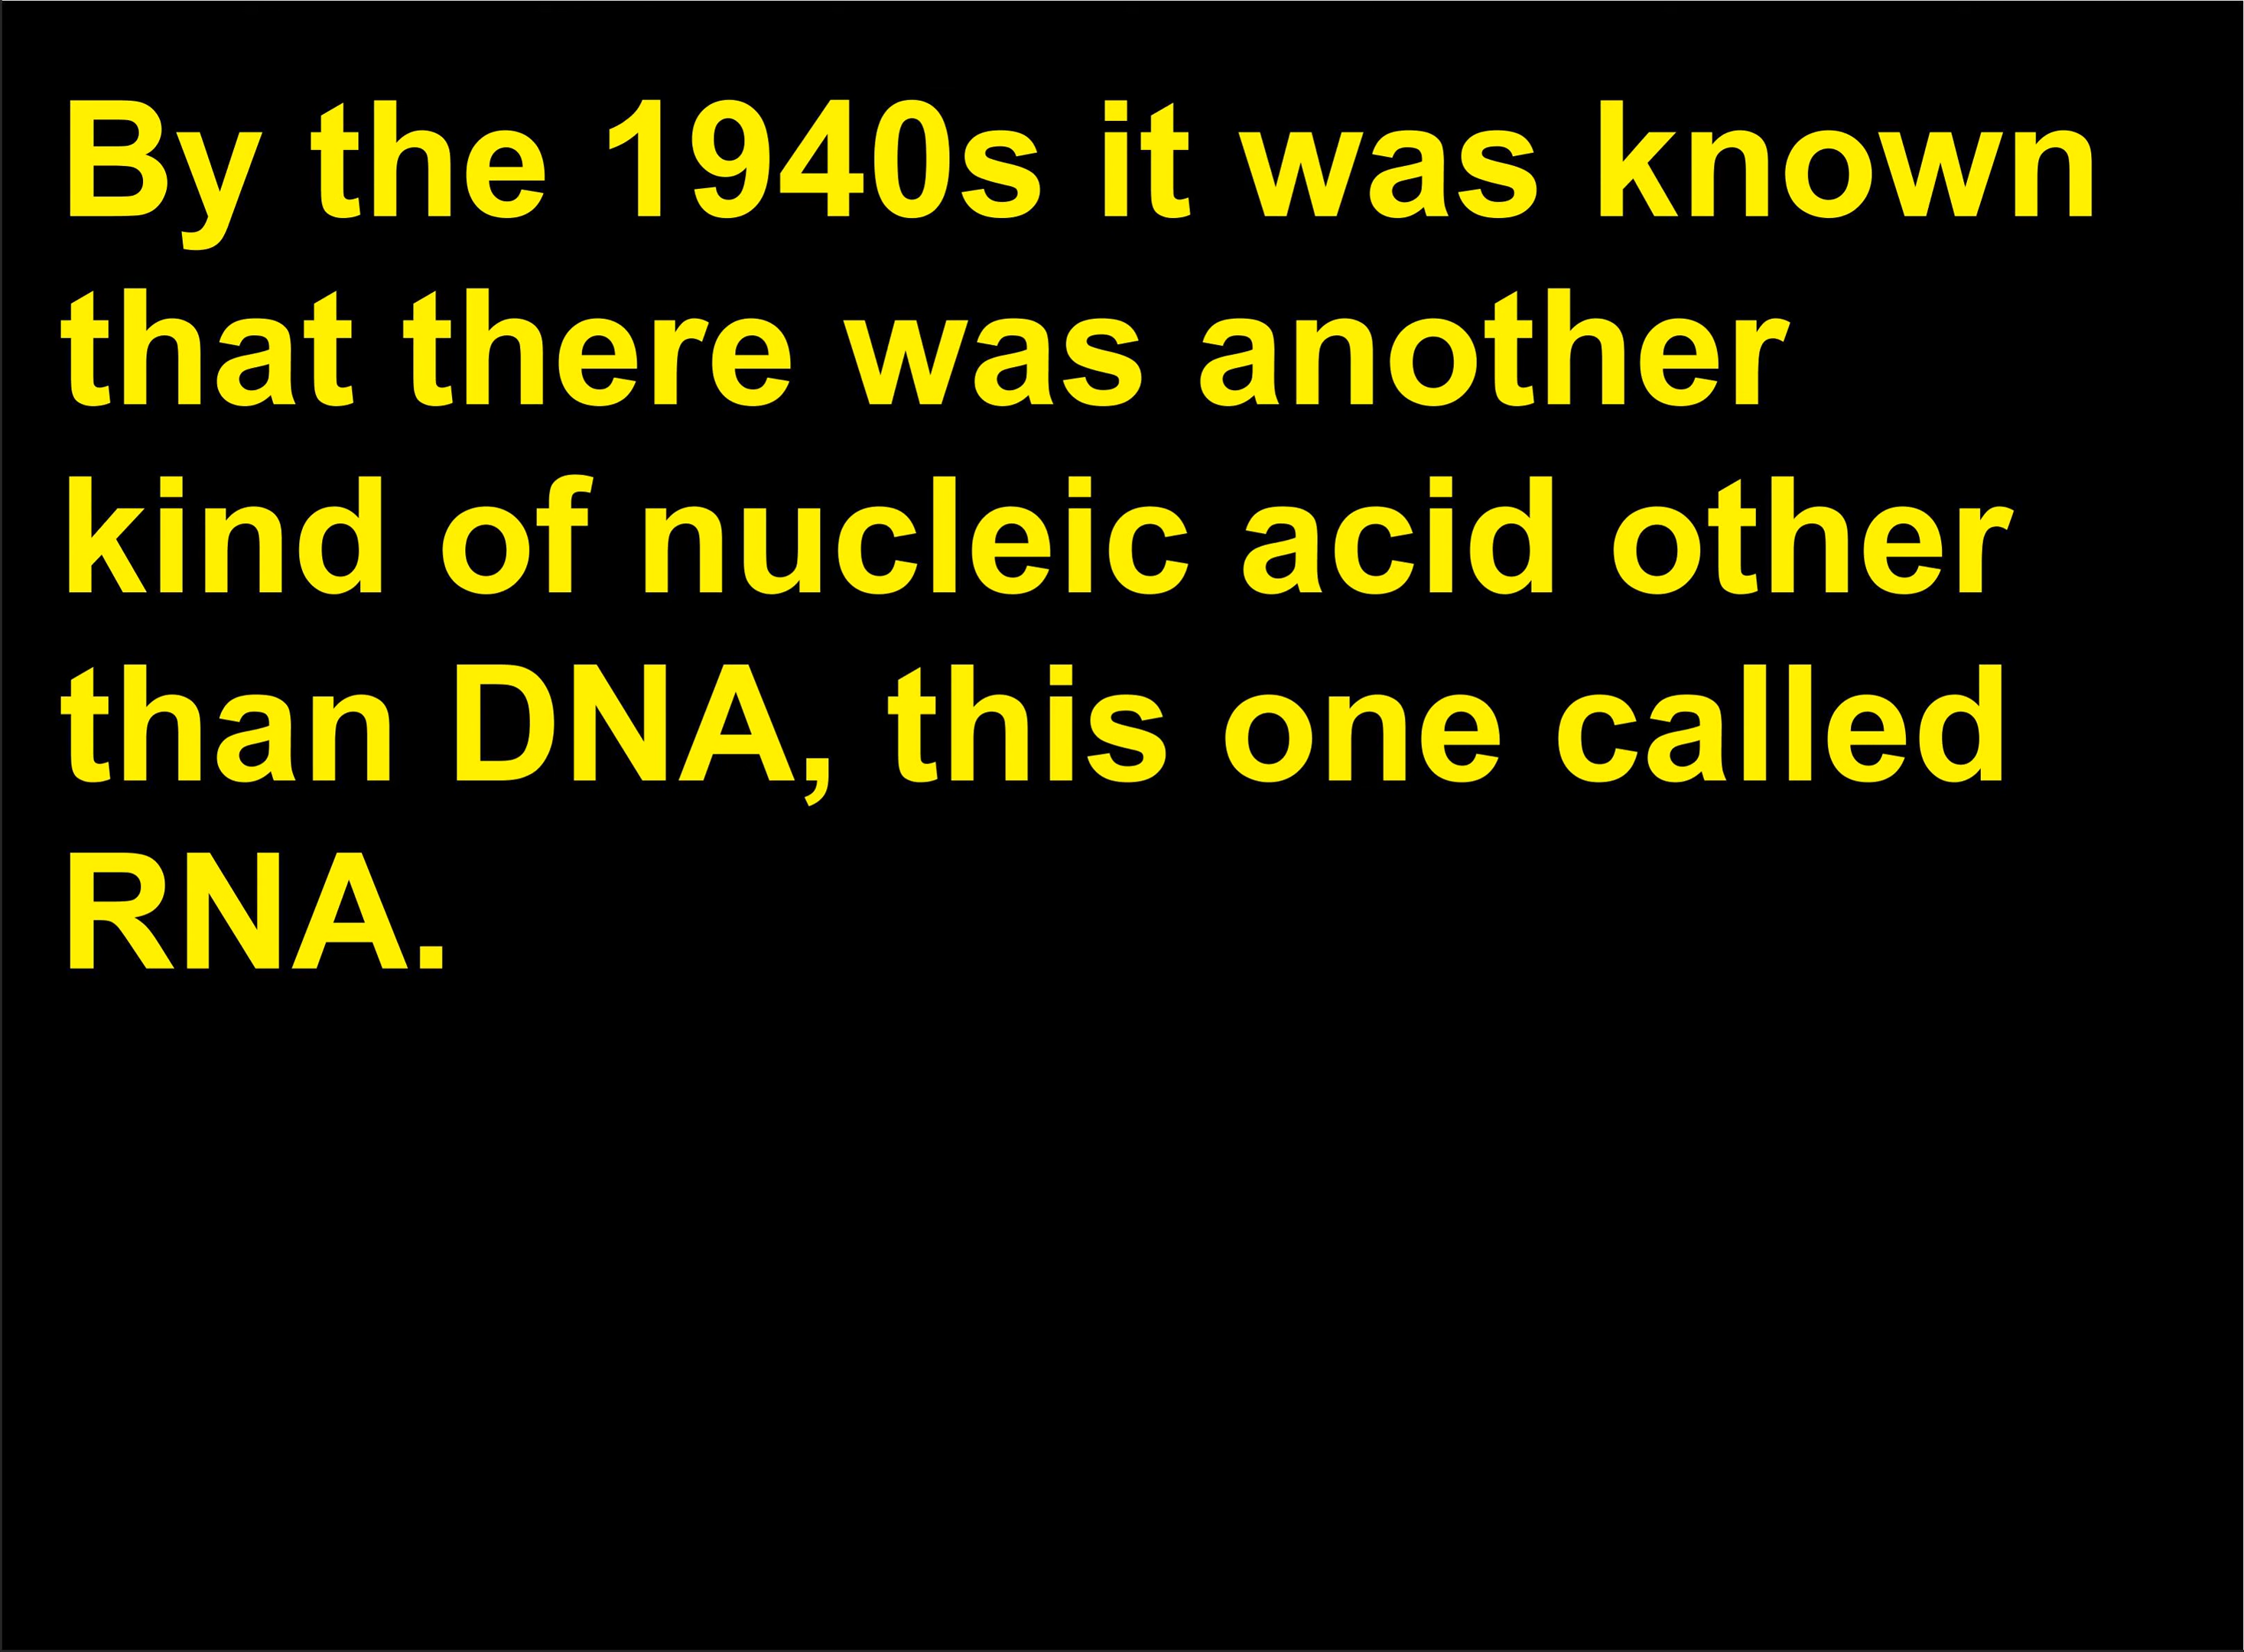 By the 1940s it was known
that there was another
kind of nucleic acid other
than DNA, this one called
RNA.